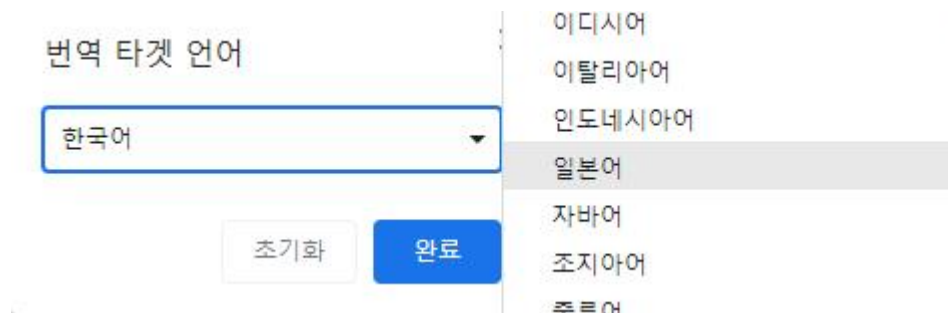 번역 타겟 언어
한국어
초기화
완료
이디시어
이탈리아어
인도네시아어
일본어
자바어
조지아어